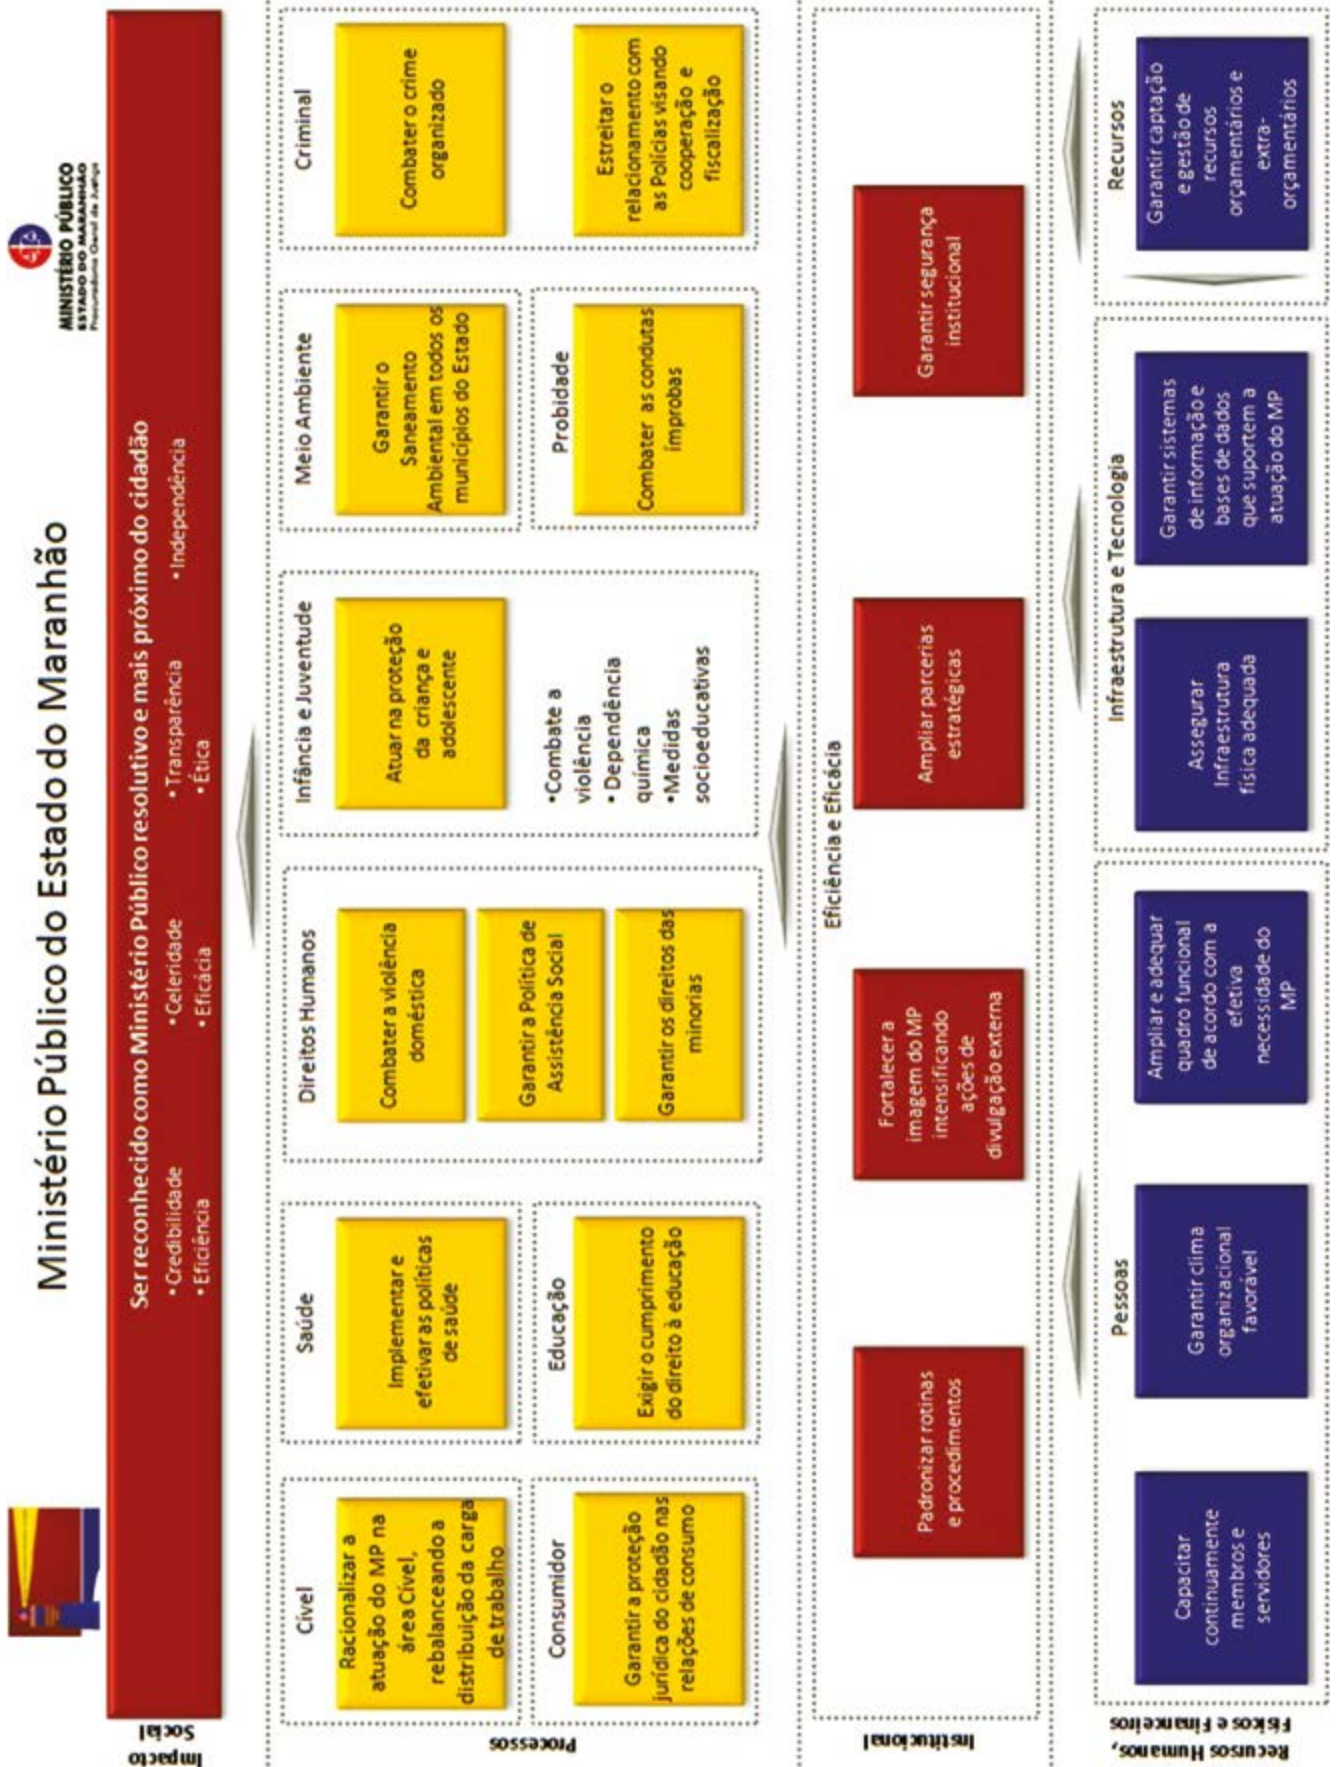 Ministério Público do Estado do Maranhão
MINISTÉRIO PÚBLICO
ESTADO DO MARANHÃO
Procuradoria Geral de Justiça
Impacto
Social
Ser reconhecido como Ministério Público resolutivo e mais próximo do cidadão
• Credibilidade
• Celeridade
• Transparência
• Independência
• Eficiência
• Eficácia
• Ética
Processos
Cível
Racionalizar a
atuação do MP na
área Cível,
rebalanceando a
distribuição da carga
de trabalho
Consumidor
Garantir a proteção
jurídica do cidadão nas
relações de consumo
Saúde
Implementar e
efetivar as políticas
de saúde
Educação
Exigir o cumprimento
do direito à educação
Direitos Humanos
Combater a violência
doméstica
Garantir a Política de
Assistência Social
Garantir os direitos das
minorias
Infância e Juventude
Atuar na proteção
da criança e
adolescente
•Combate a
violência
• Dependência
química
•Medidas
socioeducativas
Meio Ambiente
Garantir o
Saneamento
Ambiental em todos os
municípios do Estado
Probidade
Combater as condutas
ímprobas
Criminal
Combater o crime
organizado
Estreitar o
relacionamento com
as Polícias visando
cooperação e
fiscalização
Institucional
Eficiência e Eficácia
Padronizar rotinas
e procedimentos
Fortalecer a
imagem do MP
intensificando
ações de
divulgação externa
Ampliar parcerias
estratégicas
Garantir segurança
institucional
Recursos Humanos,
Físicos e Financeiros
Pessoas
Capacitar
continuamente
membros e
servidores
Garantir clima
organizacional
favorável
Ampliar e adequar
quadro funcional
de acordo com a
efetiva
necessidade do
MP
Infraestrutura e Tecnologia
Assegurar
Infraestrutura
física adequada
Garantir sistemas
de informação e
bases de dados
que suportem a
atuação do MP
Recursos
Garantir captação
e gestão de
recursos
orçamentários e
extra-
orçamentários